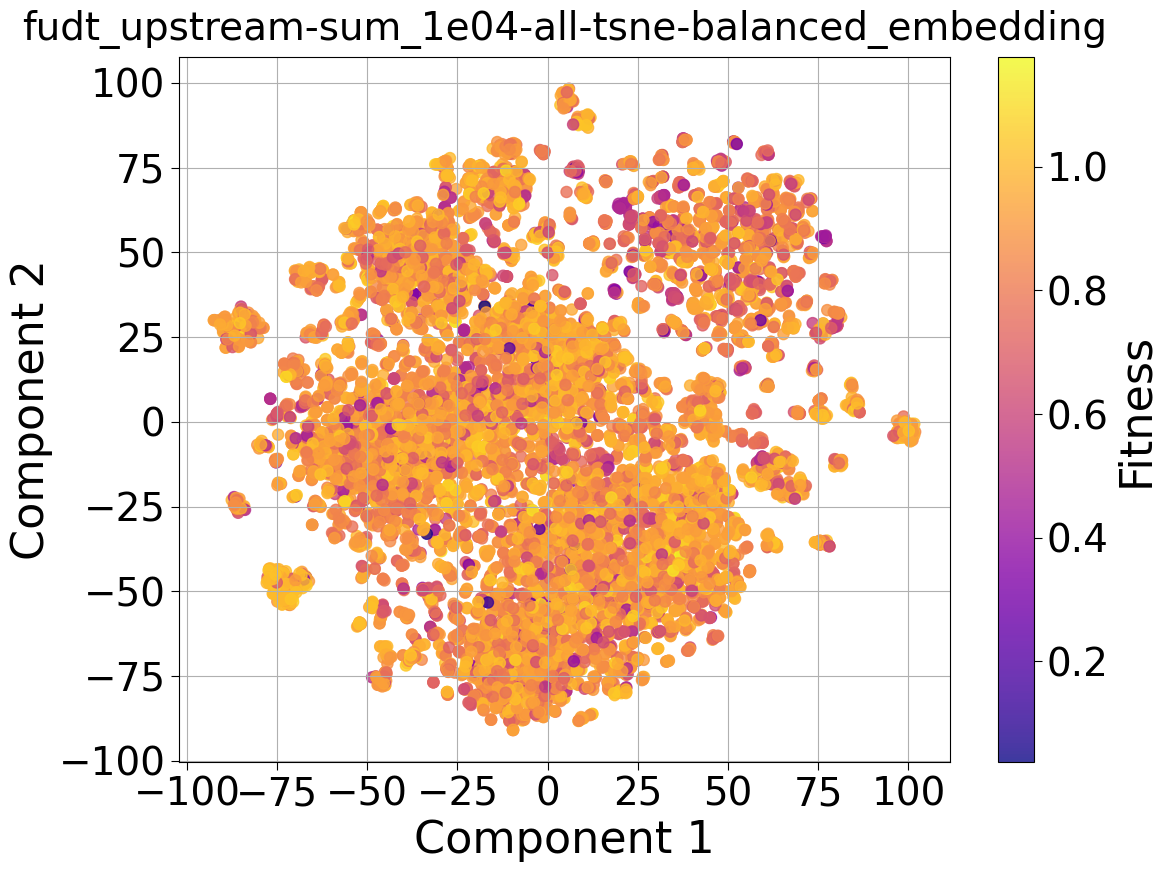 fudt_upstream-sum_1e04-all-tsne-balanced_embedding
100
75
50
25
0
−25
−50
−75
−100
Component 2
−100 −75 −50 −25 0 25 50 75 100
Component 1
1.0
0.8
0.6
0.4
0.2
Fitness